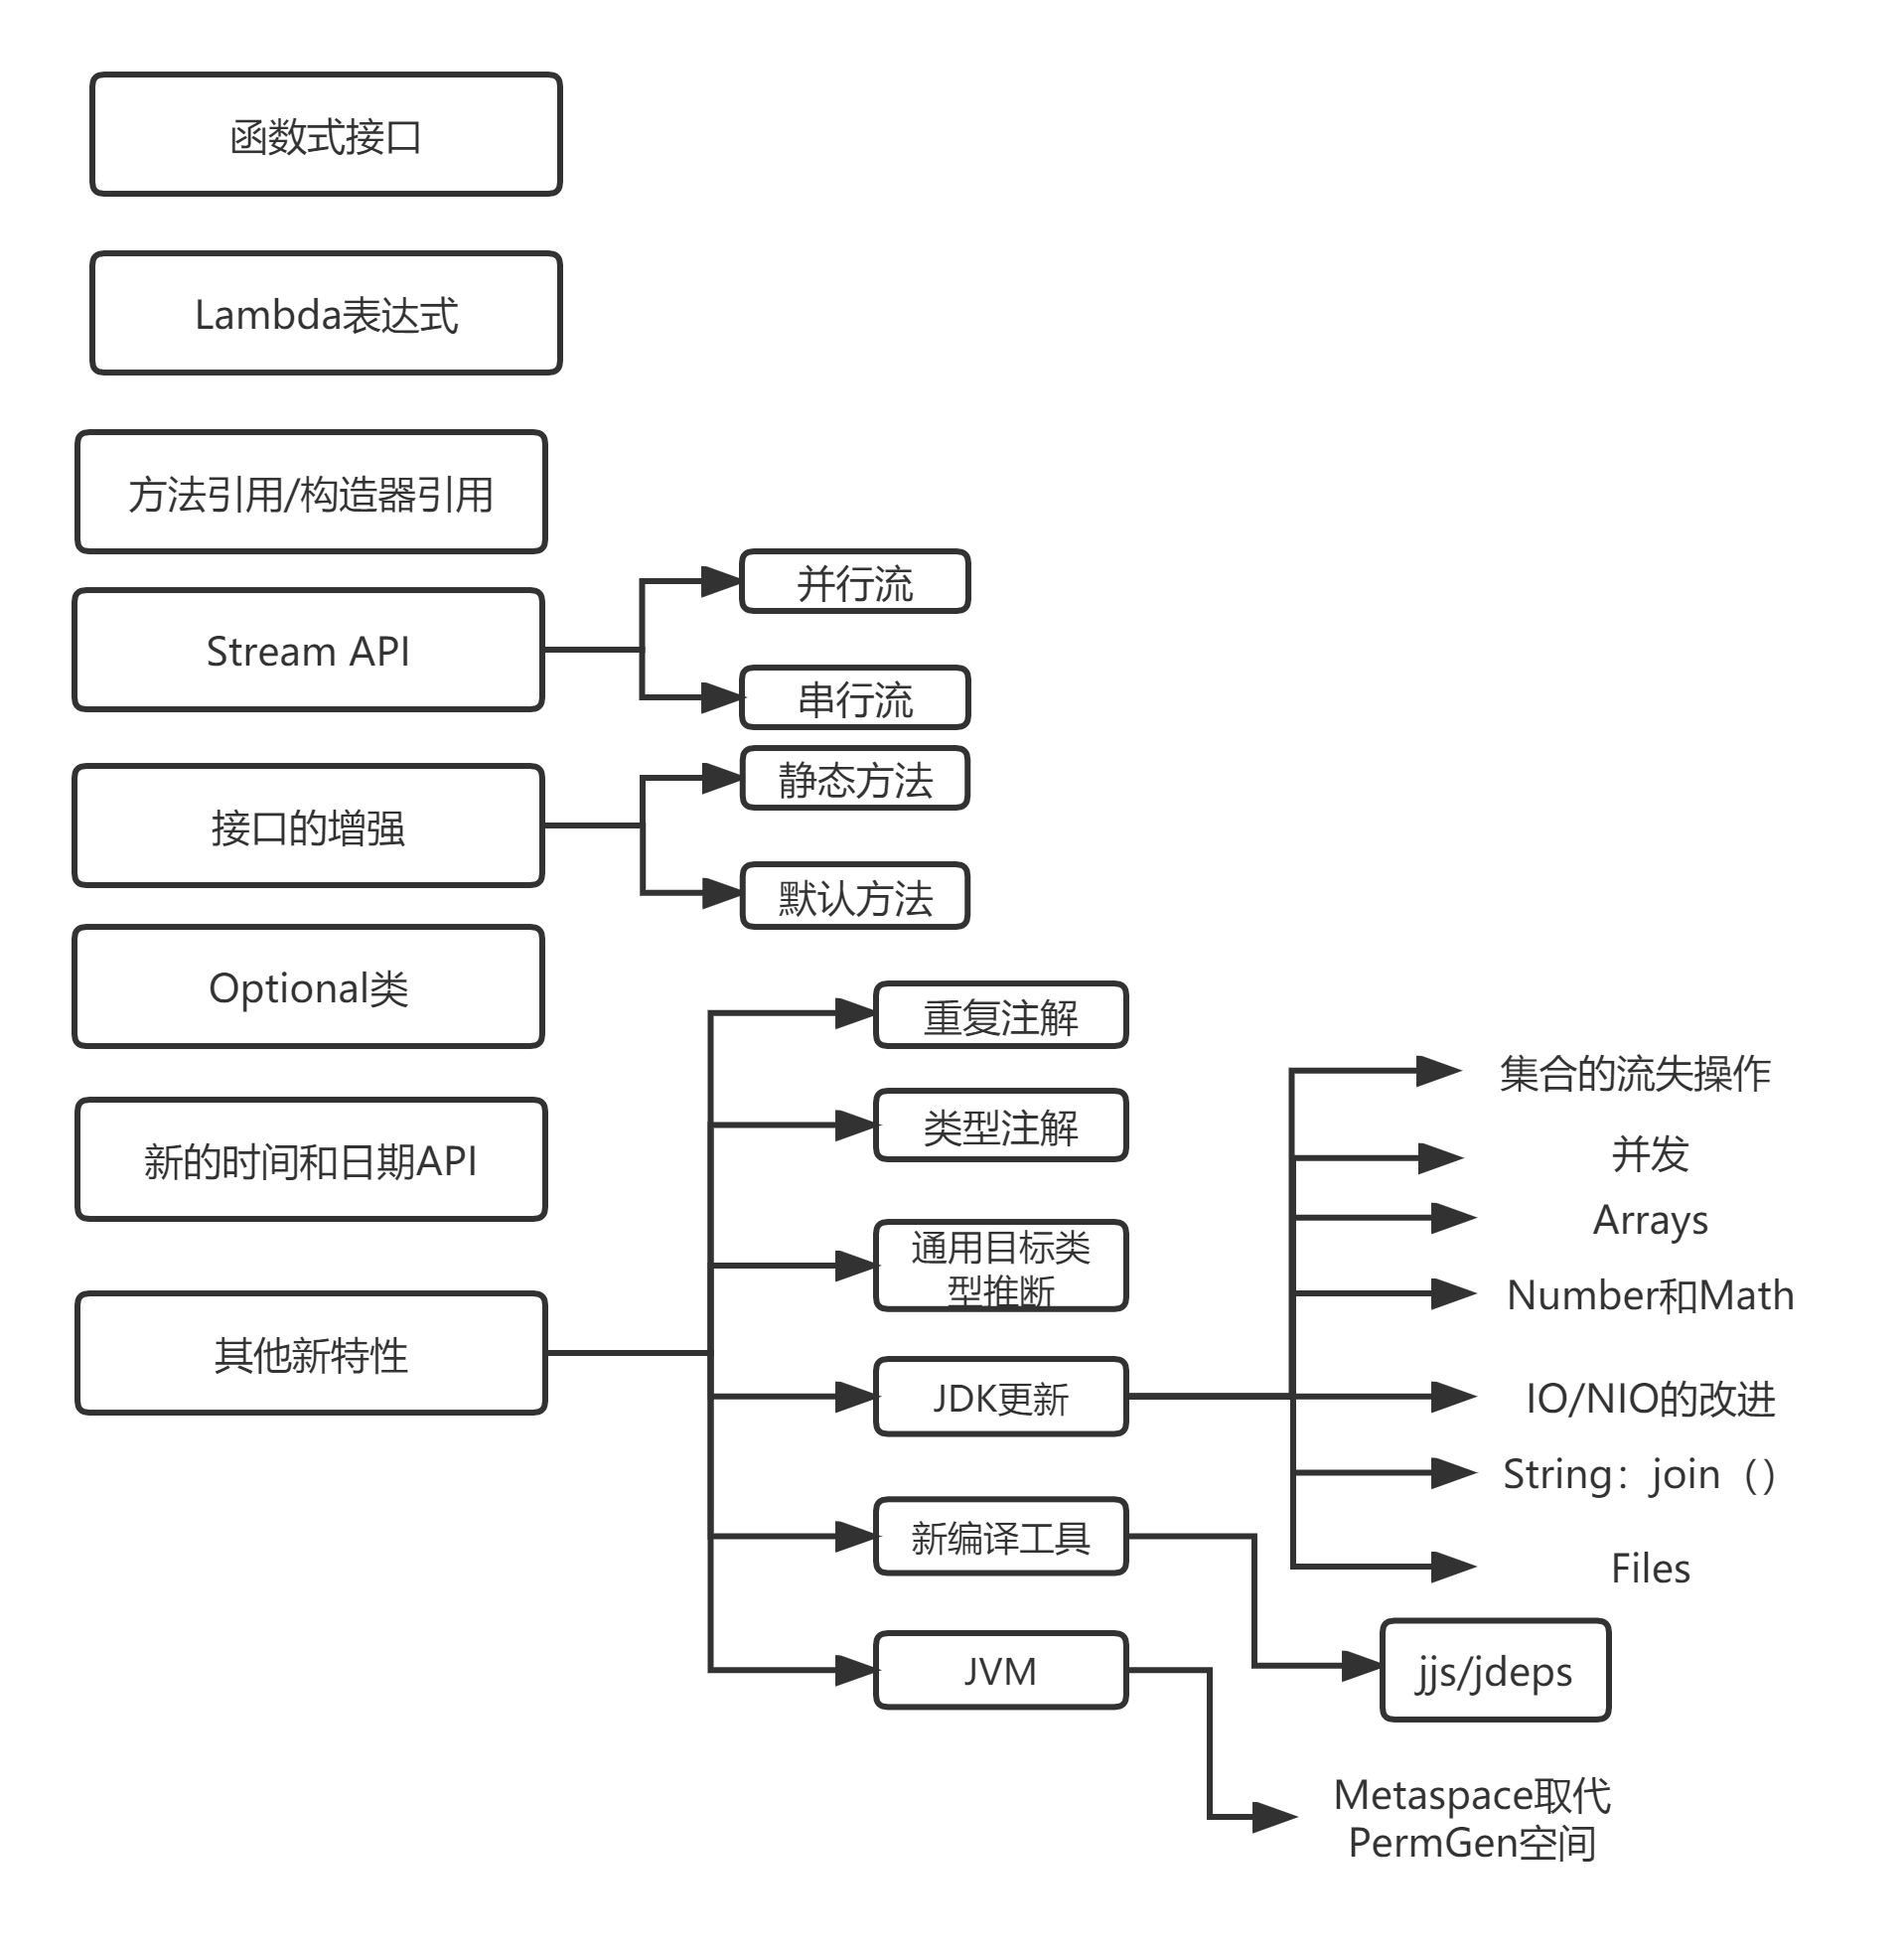 函数式接口
Lambda表达式
方法引用/构造器引用
Stream API
并行流
串行流
接口的增强
静态方法
默认方法
Optional类
新的时间和日期API
其他新特性
重复注解
类型注解
通用目标类
型推断
JDK更新
集合的流失操作
并发
Arrays
Number和Math
IO/NIO的改进
String：join（）
Files
新编译工具
jjs/jdeps
JVM
Metaspace取代
PermGen空间